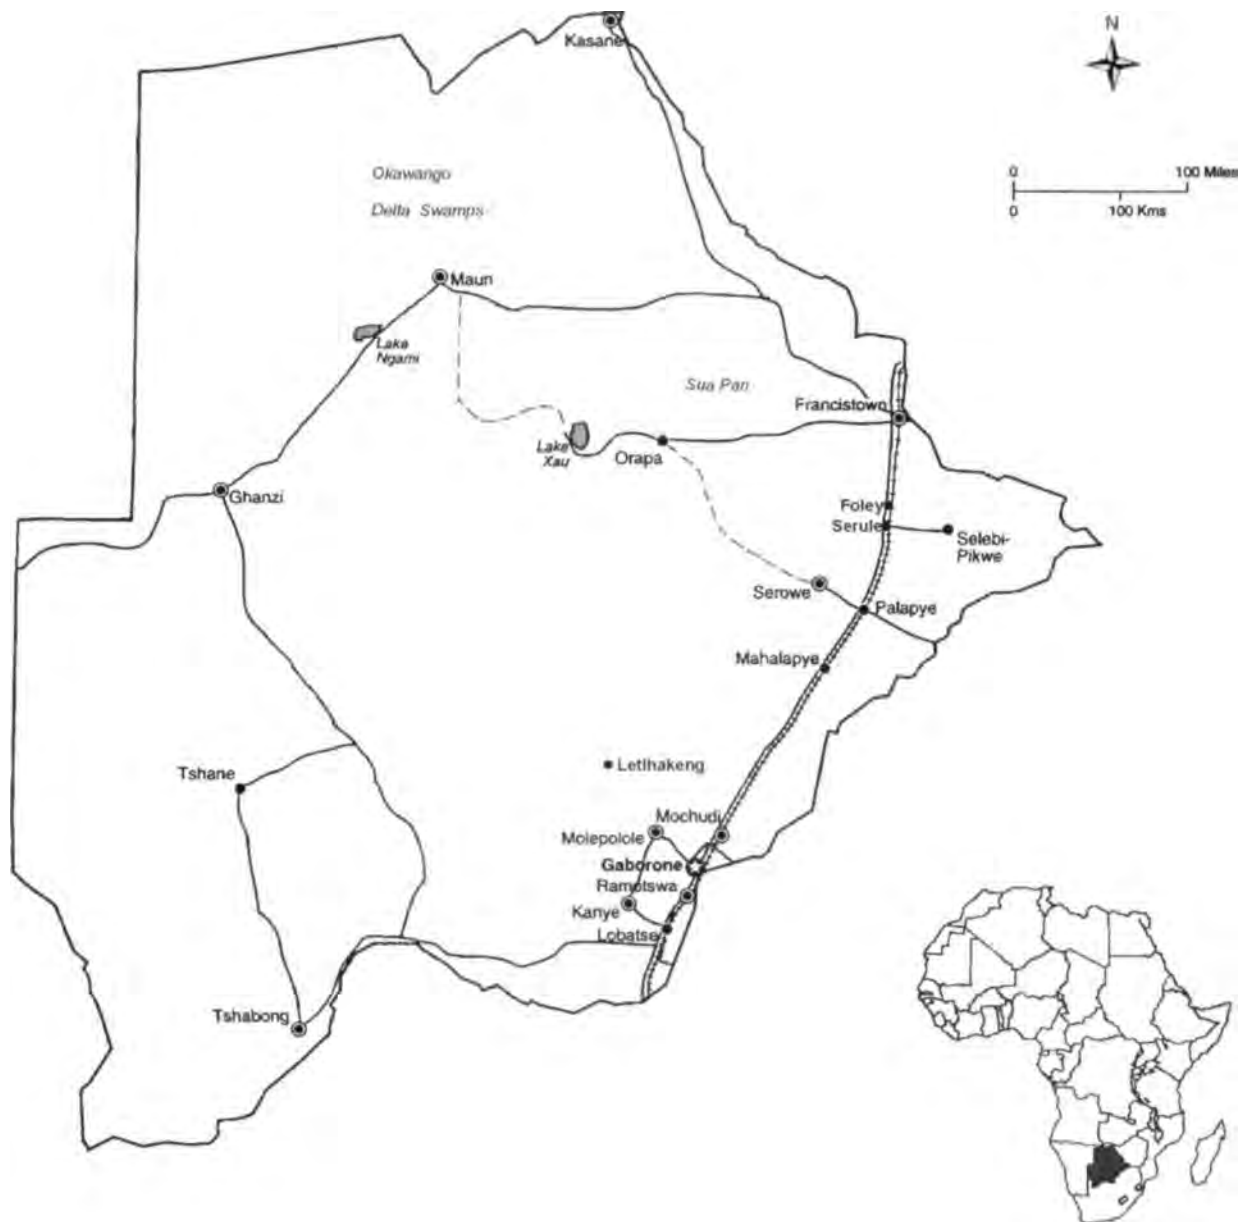 N
Kasane
0 100 Miles
0 100 Kms
Okawango
Delta Swamps
Maun
Lake
Ngami
Sua Pan
Francistown
Lake
Xau
Orapa
Ghanzi
Foley
Serule
Selebi-
Pikwe
Serowe
Palapye
Mahalapye
Letlhakeng
Tshane
Mochudi
Molepolole
Gaborone
Ramotswa
Kanye
Lobatse
Tshabong